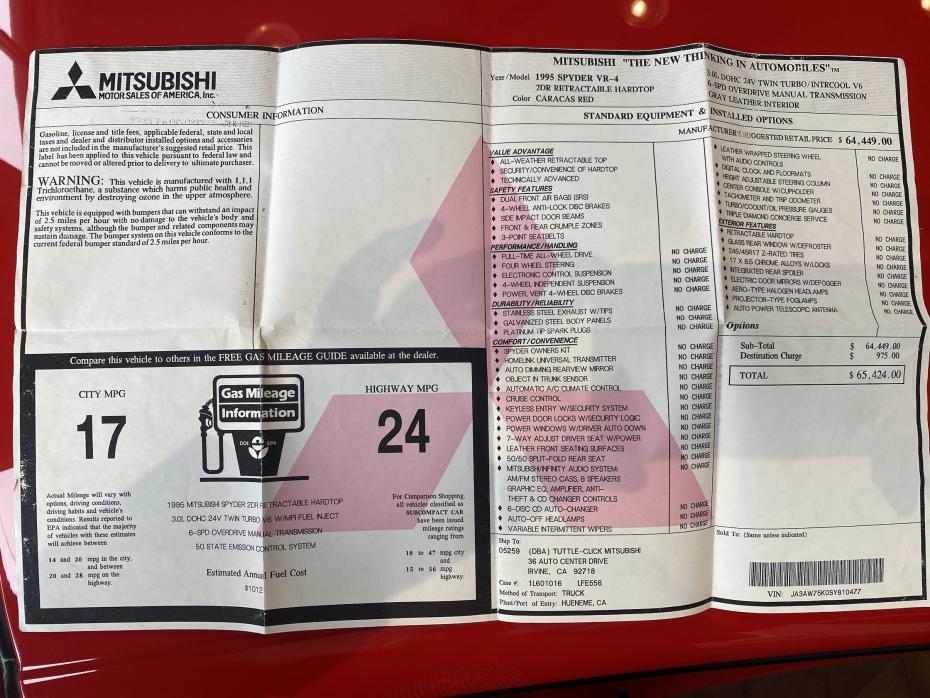 MITSUBISHI
MOTOR SALES OF AMERICA, Inc.
CONSUMER INFORMATION
Gasoline, license and title fees, applicable federal, state and local
taxes and dealer and distributor installed options and accessories
are not included in the manufacturer's suggested retail price. This
label has been applied to this vehicle pursuant to federal law and
cannot be moved or altered prior to delivery to ultimate purchaser.
WARNING: This vehicle is manufactured with 1,1,1
Trichloroethane, a substance which harms public health and
environment by destroying ozone in the upper atmosphere.
This vehicle is equipped with bumpers that can withstand an impact
of 2.5 miles per hour with no damage to the vehicle's body and
safety systems, although the bumper and related components may
sustain damage. The bumper system on this vehicle conforms to the
current federal bumper standard of 2.5 miles per hour.
Compare this vehicle to others in the FREE GAS MILEAGE GUIDE available at the dealer.
CITY MPG
17
Gas Mileage
Information
DOE EPA
HIGHWAY MPG
24
Actual Mileage will vary with
options, driving conditions,
driving habits and vehicle's
conditions. Results reported to
EPA indicated that the majority
of vehicles with these estimates
will achieve between
14 and 20 mpg in the city,
and between
20 and 28 mpg on the
highway.
1995 MITSUBISHI SPYDER 2DR RETRACTABLE HARDTOP
3.0L DOHC 24V TWIN TURBO V6 W/MPI FUEL INJECT
6-SPD OVERDRIVE MANUAL TRANSMISSION
50 STATE EMISSON CONTROL SYSTEM
Estimated Annual Fuel Cost
$1012
For Comparison Shopping,
all vehicles classified as
SUBCOMPACT CAR
have been issued
mileage ratings
ranging from
10 to 47 mpg city
and
15 to 56 mpg
highway.
MITSUBISHI "THE NEW THINKING IN AUTOMOBILES"™
Year/Model 1995 SPYDER VR-4
2DR RETRACTABLE HARDTOP
Color CARACAS RED
3.0L DOHC 24V TWIN TURBO/INTRCOOL V6
6-SPD OVERDRIVE MANUAL TRANSMISSION
GRAY LEATHER INTERIOR
STANDARD EQUIPMENT & INSTALLED OPTIONS
MANUFACTURER'S SUGGESTED RETAIL PRICE $ 64,449.00
VALUE ADVANTAGE
♦ ALL-WEATHER RETRACTABLE TOP
♦ SECURITY/CONVENIENCE OF HARDTOP
♦ TECHNICALLY ADVANCED
SAFETY FEATURES
♦ DUAL FRONT AIR BAGS (SRS)
♦ 4-WHEEL ANTI-LOCK DISC BRAKES
♦ SIDE IMPACT DOOR BEAMS
♦ FRONT & REAR CRUMPLE ZONES
♦ 3-POINT SEATBELTS
PERFORMANCE/HANDLING
♦ FULL-TIME ALL-WHEEL DRIVE NO CHARGE
♦ FOUR WHEEL STEERING NO CHARGE
♦ ELECTRONIC CONTROL SUSPENSION NO CHARGE
♦ 4-WHEEL INDEPENDENT SUSPENSION NO CHARGE
♦ POWER, VENT 4-WHEEL DISC BRAKES NO CHARGE
DURABILITY/RELIABILITY
♦ STAINLESS STEEL EXHAUST W/TIPS NO CHARGE
♦ GALVANIZED STEEL BODY PANELS NO CHARGE
♦ PLATINUM TIP SPARK PLUGS NO CHARGE
COMFORT/CONVENIENCE
♦ SPYDER OWNERS KIT NO CHARGE
♦ HOMELINK UNIVERSAL TRANSMITTER NO CHARGE
AUTO DIMMING REARVIEW MIRROR NO CHARGE
♦ OBJECT IN TRUNK SENSOR NO CHARGE
♦ AUTOMATIC A/C CLIMATE CONTROL NO CHARGE
♦ CRUISE CONTROL NO CHARGE
♦ KEYLESS ENTRY W/SECURITY SYSTEM NO CHARGE
♦ POWER DOOR LOCKS W/SECURITY LOGIC NO CHARGE
♦ POWER WINDOWS W/DRIVER AUTO DOWN NO CHARGE
♦ 7-WAY ADJUST DRIVER SEAT W/POWER NO CHARGE
♦ LEATHER FRONT SEATING SURFACES NO CHARGE
♦ 50/50 SPLIT-FOLD REAR SEAT NO CHARGE
♦ MITSUBISHI/INFINITY AUDIO SYSTEM: NO CHARGE
AM/FM STEREO CASS, 8 SPEAKERS
GRAPHIC EQ, AMPLIFIER, ANTI-
THEFT & CD CHANGER CONTROLS
♦ 6-DISC CD AUTO-CHANGER NO CHARGE
♦ AUTO-OFF HEADLAMPS NO CHARGE
♦ VARIABLE INTERMITTENT WIPERS NO CHARGE
♦ LEATHER WRAPPED STEERING WHEEL NO CHARGE
WITH AUDIO CONTROLS
♦ DIGITAL CLOCK AND FLOORMATS NO CHARGE
♦ HEIGHT ADJUSTABLE STEERING COLUMN NO CHARGE
♦ CENTER CONSOLE W/CUPHOLDER NO CHARGE
♦ TACHOMETER AND TRIP ODOMETER NO CHARGE
♦ TURBOCOUNT/OIL PRESSURE GAUGES NO CHARGE
♦ TRIPLE DIAMOND CONCIERGE SERVICE NO CHARGE
EXTERIOR FEATURES
♦ RETRACTABLE HARDTOP NO CHARGE
♦ GLASS REAR WINDOW W/DEFROSTER NO CHARGE
♦ 245/45R17 Z-RATED TIRES NO CHARGE
♦ 17 X 8.5 CHROME ALLOYS W/LOCKS NO CHARGE
♦ INTEGRATED REAR SPOILER NO CHARGE
♦ ELECTRIC DOOR MIRRORS W/DEFOGGER NO CHARGE
♦ AERO-TYPE HALOGEN HEADLAMPS NO CHARGE
♦ PROJECTOR-TYPE FOGLAMPS NO CHARGE
♦ AUTO POWER TELESCOPIC ANTENNA NO CHARGE
Options
Sub-Total $ 64,449.00
Destination Charge $ 975.00
TOTAL $ 65,424.00
Ship To:
05259 (DBA) TUTTLE-CLICK MITSUBISHI
36 AUTO CENTER DRIVE
IRVINE, CA 92718
Case #: 1L601016 LFE556
Method of Transport: TRUCK
Plant/Port of Entry: HUENEME, CA
Sold To: (Same unless indicated)
VIN: JA3AW75K0SY810477